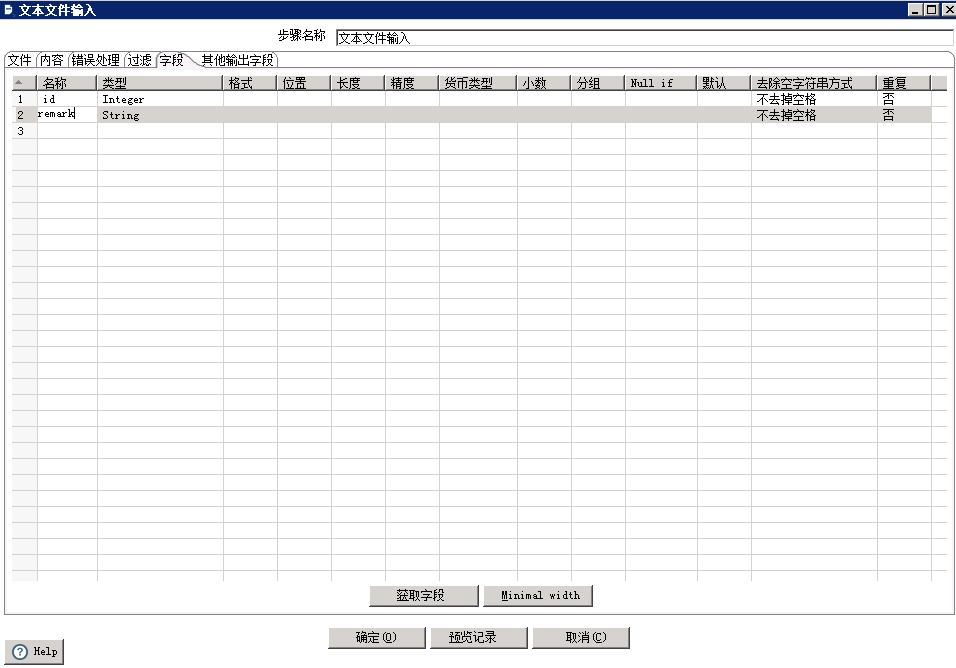 文本文件输入
步骤名称 文本文件输入
文件 内容 错误处理 过滤 字段 其他输出字段
名称 类型 格式 位置 长度 精度 货币类型 小数 分组 Null if 默认 去除空字符串方式 重复
1 id Integer 不去掉空格 否
2 remark String 不去掉空格 否
3
获取字段 Minimal width
确定(O) 预览记录 取消(C)
Help